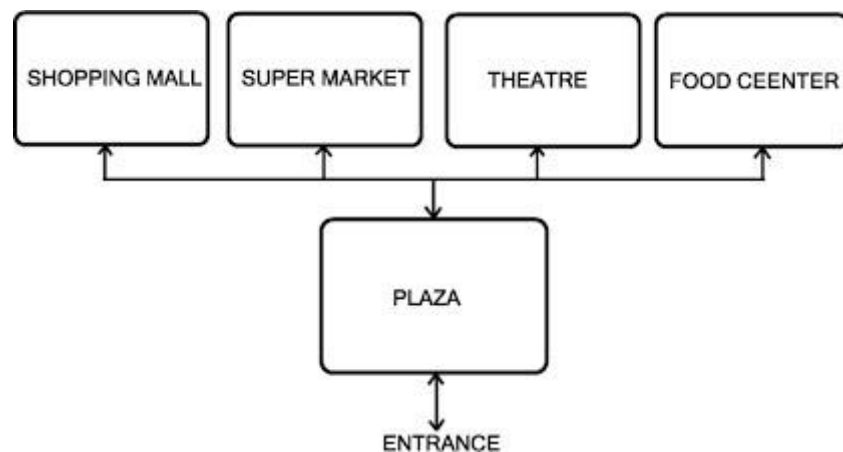 SHOPPING MALL
SUPER MARKET
THEATRE
FOOD CEENTER
PLAZA
ENTRANCE